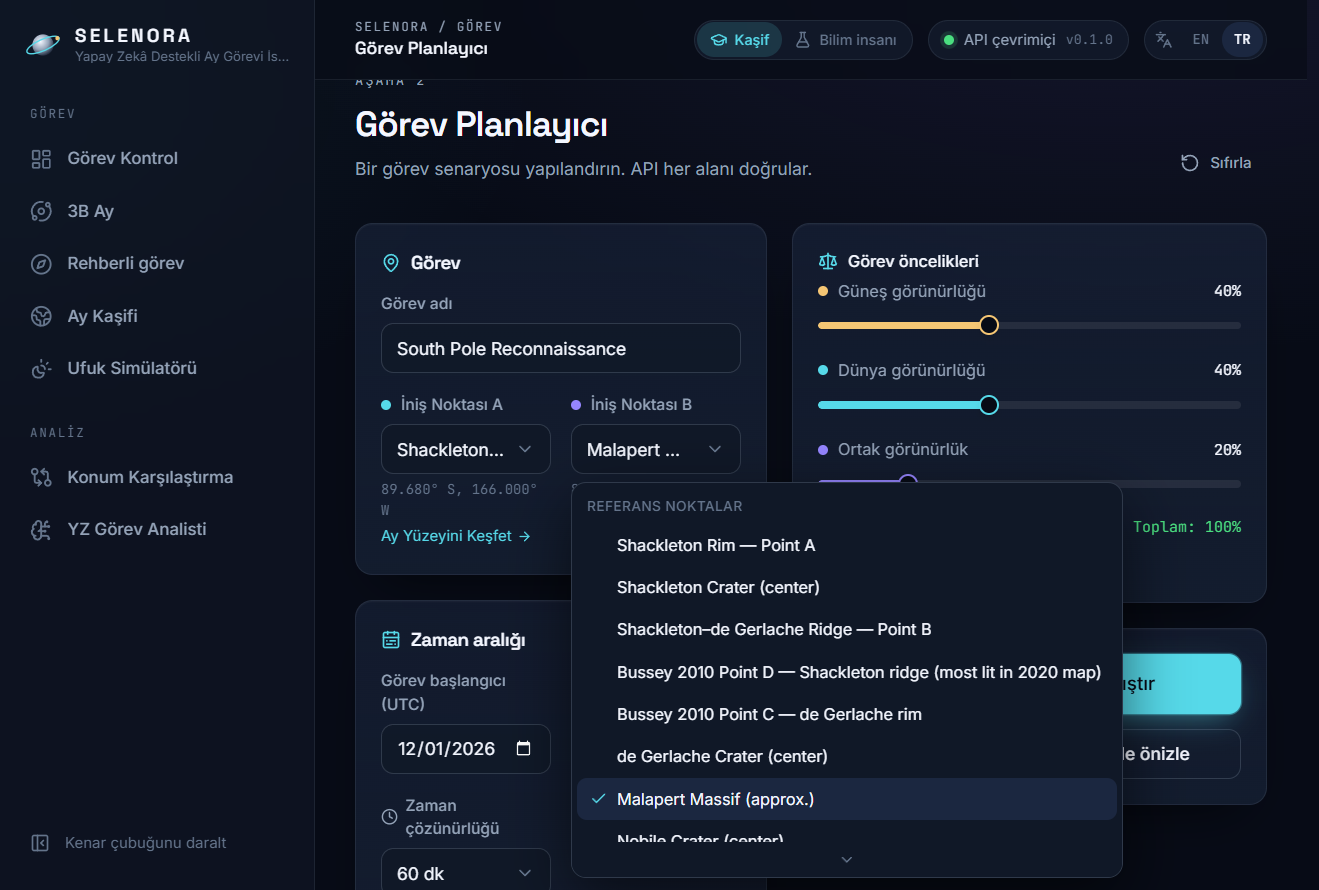 SELENORA
Yapay Zekâ Destekli Ay Görevi İs...
GÖREV
Görev Kontrol
3B Ay
Rehberli görev
Ay Kaşifi
Ufuk Simülatörü
ANALİZ
Konum Karşılaştırma
YZ Görev Analisti
Kenar çubuğunu daralt
SELENORA / GÖREV
Görev Planlayıcı
Kaşif
Bilim insanı
API çevrimiçi v0.1.0
EN
TR
AŞAMA 2
Görev Planlayıcı
Bir görev senaryosu yapılandırın. API her alanı doğrular.
Sıfırla
Görev
Görev adı
South Pole Reconnaissance
İniş Noktası A
İniş Noktası B
Shackleton...
Malapert ...
89.680° S, 166.000°
W
Ay Yüzeyini Keşfet →
Görev öncelikleri
Güneş görünürlüğü 40%
Dünya görünürlüğü 40%
Ortak görünürlük 20%
Toplam: 100%
REFERANS NOKTALAR
Shackleton Rim — Point A
Shackleton Crater (center)
Shackleton–de Gerlache Ridge — Point B
Bussey 2010 Point D — Shackleton ridge (most lit in 2020 map)
Bussey 2010 Point C — de Gerlache rim
de Gerlache Crater (center)
Malapert Massif (approx.)
Nobile Crater (center)
Zaman aralığı
Görev başlangıcı
(UTC)
12/01/2026
Zaman
çözünürlüğü
60 dk
ıştır
le önizle